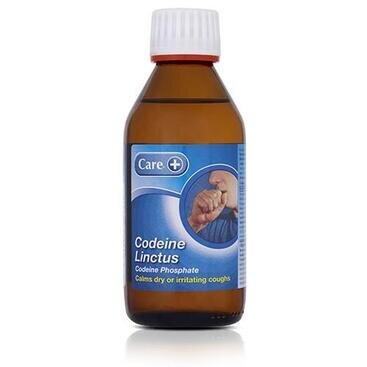 Care
Codeine
Linctus
Codeine Phosphate
Calms dry or irritating coughs